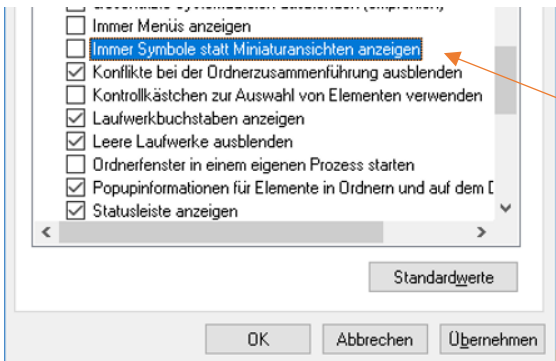 Immer Menüs anzeigen
Immer Symbole statt Miniaturansichten anzeigen
Konflikte bei der Ordnerzusammenführung ausblenden
Kontrollkästchen zur Auswahl von Elementen verwenden
Laufwerkbuchstaben anzeigen
Leere Laufwerke ausblenden
Ordnerfenster in einem eigenen Prozess starten
Popupinformationen für Elemente in Ordnern und auf dem D
Statusleiste anzeigen
Standardwerte
OK Abbrechen Übernehmen